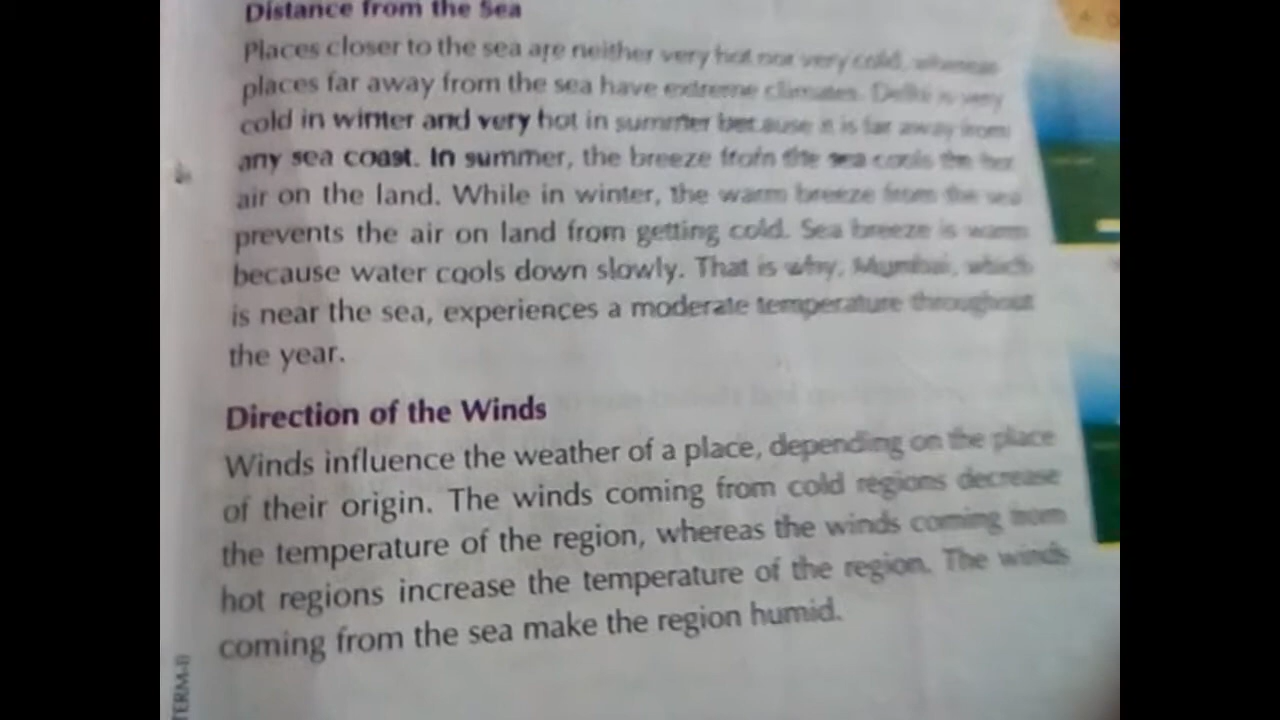 Distance from the Sea
Places closer to the sea are neither very hot nor very cold, whereas
places far away from the sea have extreme climates. Delhi is very
cold in winter and very hot in summer because it is far away from
any sea coast. In summer, the breeze from the sea cools the hot
air on the land. While in winter, the warm breeze from the sea
prevents the air on land from getting cold. Sea breeze is warm
because water cools down slowly. That is why, Mumbai, which
is near the sea, experiences a moderate temperature throughout
the year.
Direction of the Winds
Winds influence the weather of a place, depending on the place
of their origin. The winds coming from cold regions decrease
the temperature of the region, whereas the winds coming from
hot regions increase the temperature of the region. The winds
coming from the sea make the region humid.
TERM-II